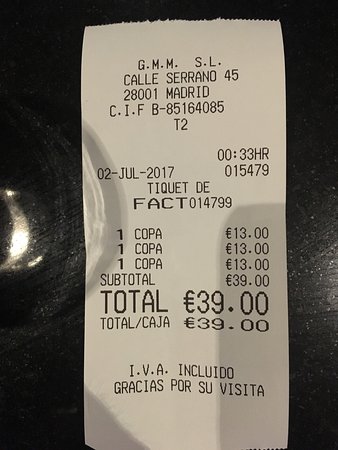 G.M.M. S.L.
CALLE SERRANO 45
28001 MADRID
C.I.F B-85164085
T2
00:33HR
02-JUL-2017 015479
TIQUET DE
FACT014799
1 COPA €13.00
1 COPA €13.00
1 COPA €13.00
SUBTOTAL €39.00
TOTAL €39.00
TOTAL/CAJA €39.00
I.V.A. INCLUIDO
GRACIAS POR SU VISITA